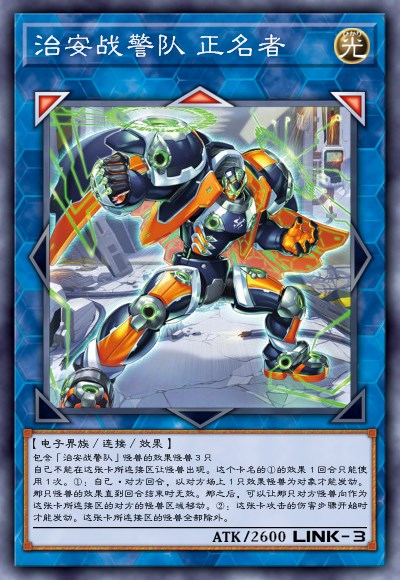 治安战警队 正名者
ひかり
光
【电子界族／连接／效果】
包含「治安战警队」怪兽的效果怪兽3只
自己不能在这张卡所连接区让怪兽出现。这个卡名的①的效果1回合只能使
用1次。①：自己·对方回合，以对方场上1只效果怪兽为对象才能发动。
那只怪兽的效果直到回合结束时无效。那之后，可以让那只对方怪兽向作为
这张卡所连接区的对方的怪兽区域移动。②：这张卡攻击的伤害步骤开始时
才能发动。这张卡所连接区的怪兽全部除外。
ATK/2600 LINK-3